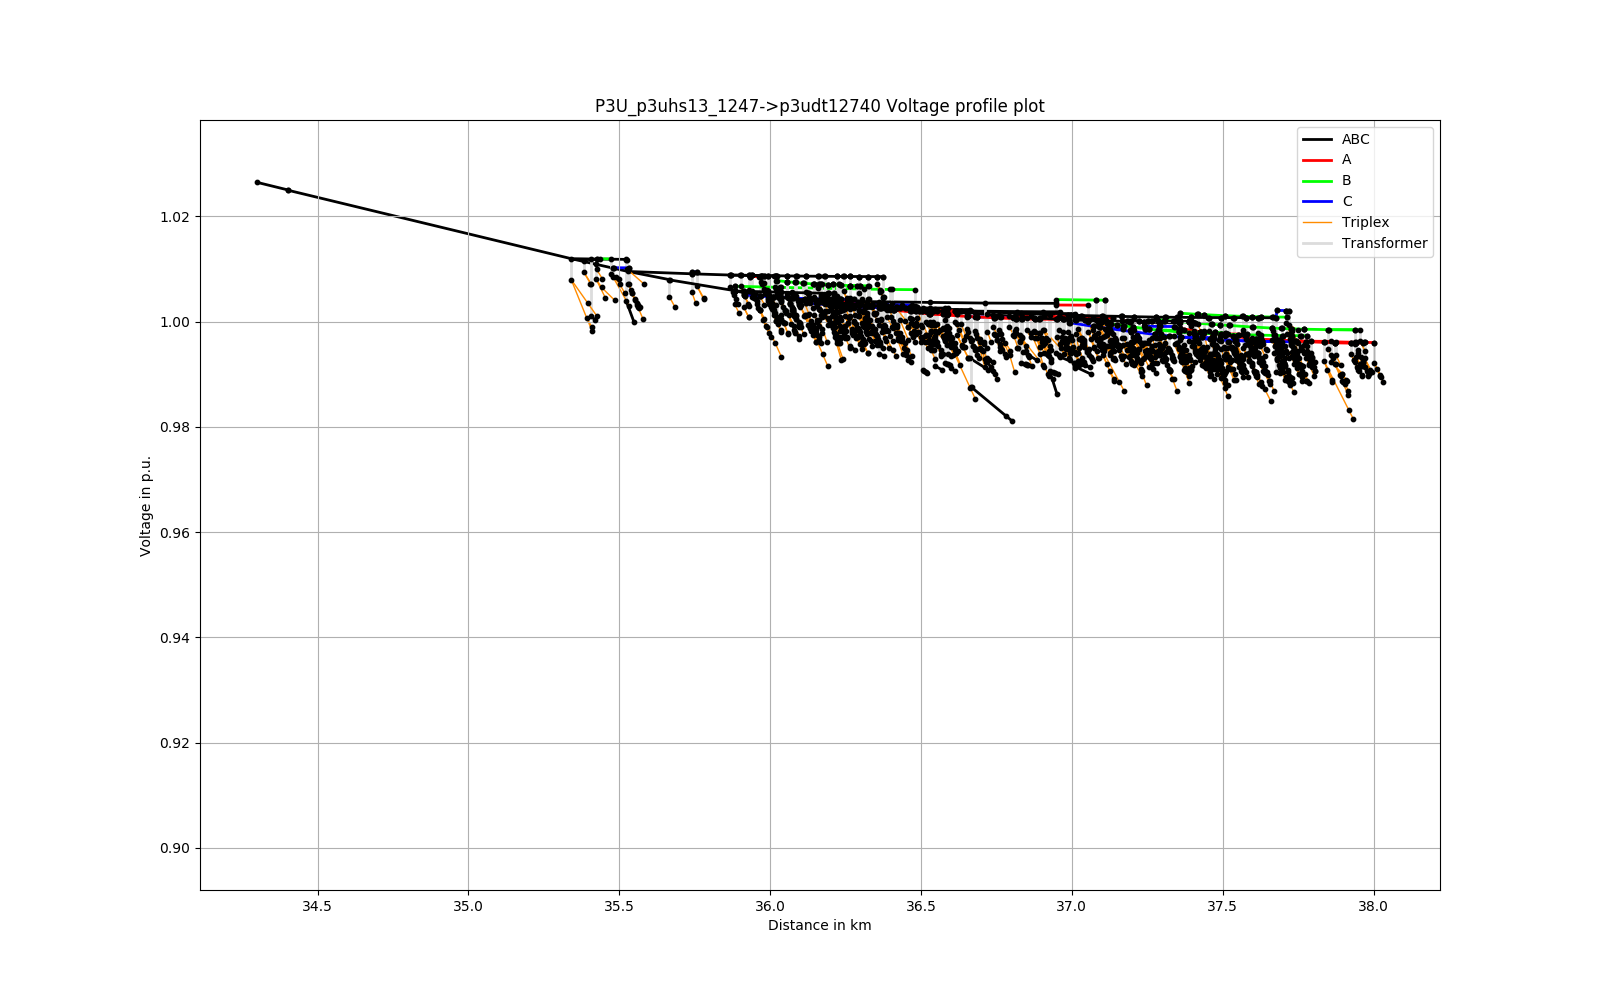 P3U_p3uhs13_1247->p3udt12740 Voltage profile plot
ABC
A
B
C
Triplex
Transformer
1.02
1.00
0.98
0.96
0.94
0.92
0.90
Voltage in p.u.
34.5 35.0 35.5 36.0 36.5 37.0 37.5 38.0
Distance in km